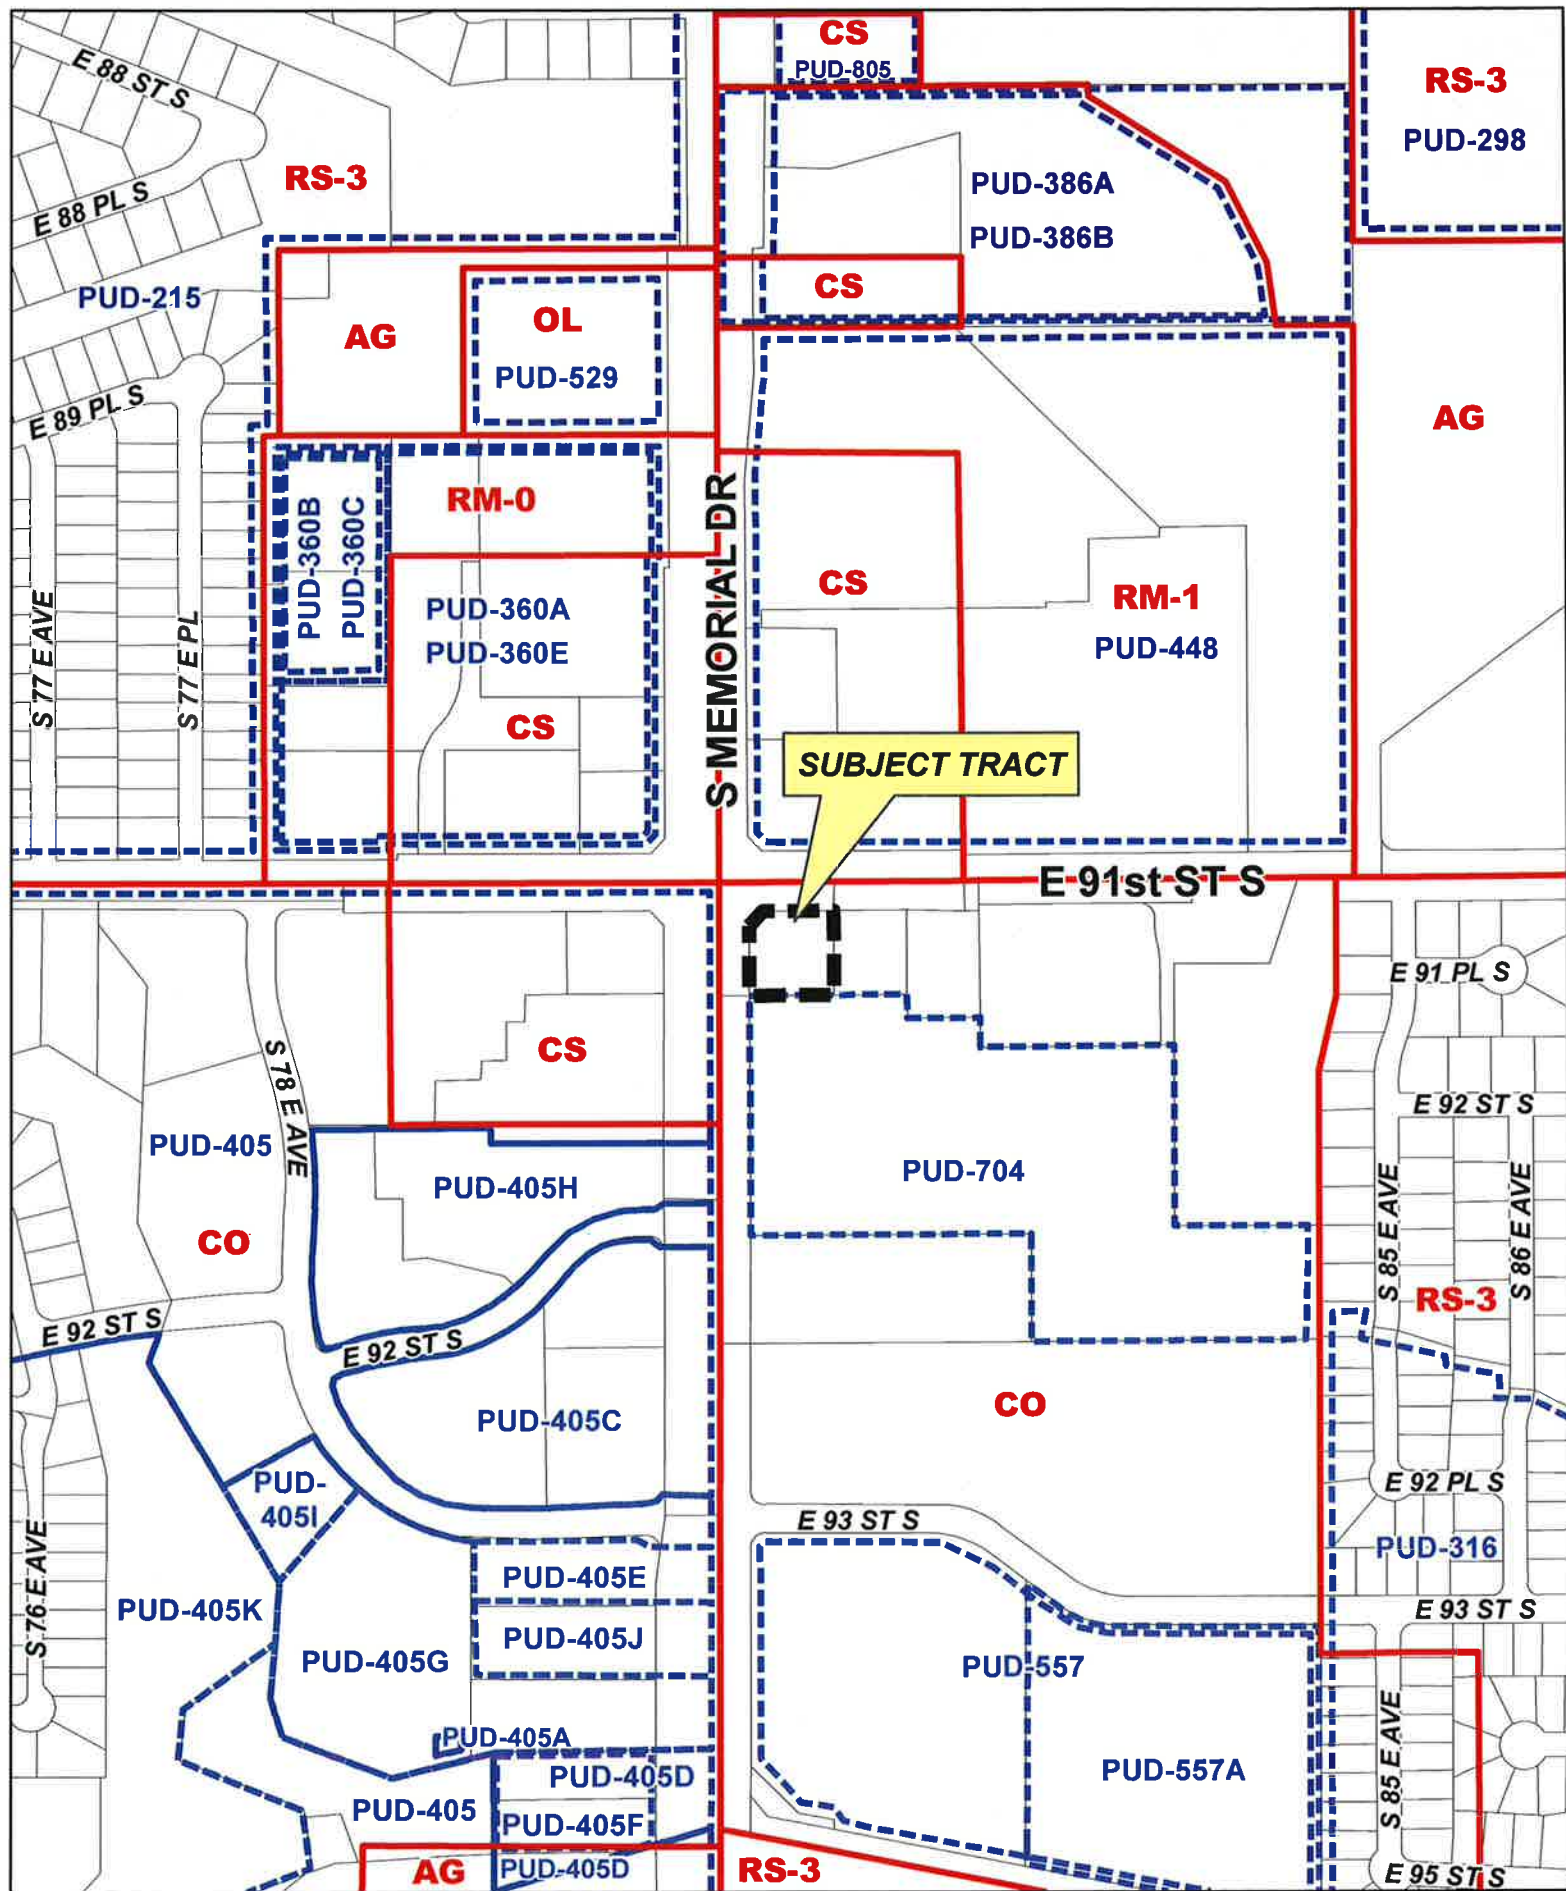 CS
PUD-805
RS-3
PUD-298
E 88 ST S
RS-3
E 88 PL S
PUD-386A
PUD-386B
PUD-215
AG
OL
PUD-529
CS
E 89 PL S
AG
RM-0
PUD-360B
PUD-360C
PUD-360A
PUD-360E
CS
S 77 E AVE
S 77 E PL
S MEMORIAL DR
CS
RM-1
PUD-448
SUBJECT TRACT
E 91st ST S
E 91 PL S
CS
S 78 E AVE
E 92 ST S
PUD-405
PUD-405H
PUD-704
CO
S 85 E AVE
S 86 E AVE
RS-3
E 92 ST S
E 92 ST S
PUD-405C
CO
PUD-405I
E 92 PL S
E 93 ST S
PUD-316
S 76 E AVE
PUD-405K
PUD-405E
PUD-405J
E 93 ST S
PUD-405G
PUD-557
PUD-405A
PUD-405D
PUD-557A
S 85 E AVE
PUD-405
PUD-405F
AG
PUD-405D
RS-3
E 95 ST S